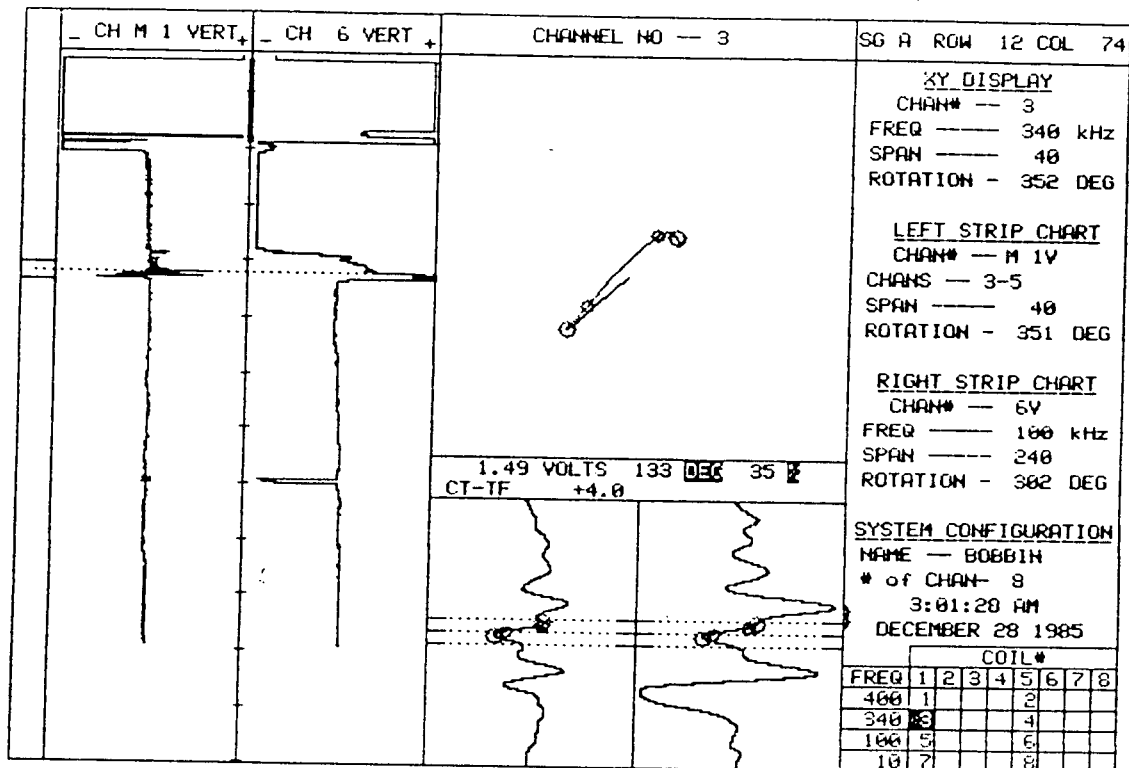 _ CH M 1 VERT +
_ CH 6 VERT +
CHANNEL NO -- 3
SG A ROW 12 COL 74
XY DISPLAY
CHAN# -- 3
FREQ ----- 340 kHz
SPAN ----- 40
ROTATION - 352 DEG
LEFT STRIP CHART
CHAN# -- M 1V
CHANS -- 3-5
SPAN ----- 40
ROTATION - 351 DEG
RIGHT STRIP CHART
CHAN# -- 6V
FREQ ----- 100 kHz
SPAN ----- 240
ROTATION - 302 DEG
1.49 VOLTS 133 DEG 35 %
CT-TF +4.0
SYSTEM CONFIGURATION
NAME -- BOBBIN
# of CHAN- 8
3:01:28 AM
DECEMBER 28 1985
COIL#
FREQ 1 2 3 4 5 6 7 8
400 1 2
340 3 4
100 5 6
10 7 8